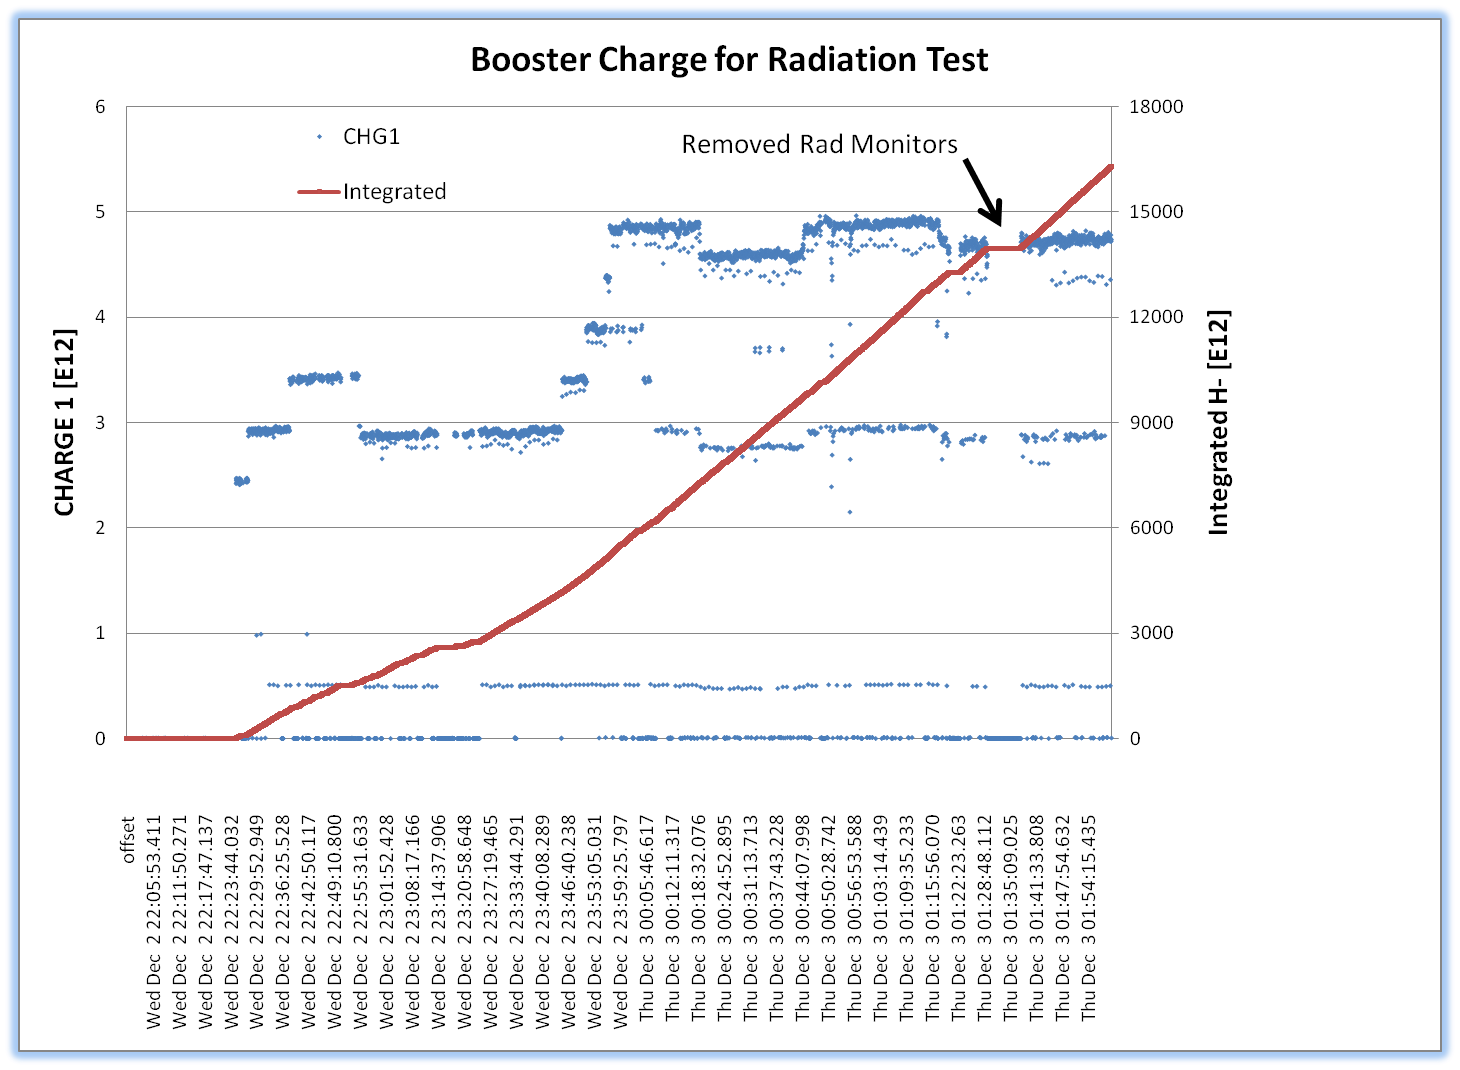 Booster Charge for Radiation Test
CHG1
Integrated
Removed Rad Monitors
CHARGE 1 [E12]
6
5
4
3
2
1
0
18000
15000
12000
9000
6000
3000
0
Integrated H- [E12]
offset
Wed Dec 2 22:05:53.411
Wed Dec 2 22:11:50.271
Wed Dec 2 22:17:47.137
Wed Dec 2 22:23:44.032
Wed Dec 2 22:29:52.949
Wed Dec 2 22:36:25.528
Wed Dec 2 22:42:50.117
Wed Dec 2 22:49:10.800
Wed Dec 2 22:55:31.633
Wed Dec 2 23:01:52.428
Wed Dec 2 23:08:17.166
Wed Dec 2 23:14:37.906
Wed Dec 2 23:20:58.648
Wed Dec 2 23:27:19.465
Wed Dec 2 23:33:44.291
Wed Dec 2 23:40:08.289
Wed Dec 2 23:46:40.238
Wed Dec 2 23:53:05.031
Wed Dec 2 23:59:25.797
Thu Dec 3 00:05:46.617
Thu Dec 3 00:12:11.317
Thu Dec 3 00:18:32.076
Thu Dec 3 00:24:52.895
Thu Dec 3 00:31:13.713
Thu Dec 3 00:37:43.228
Thu Dec 3 00:44:07.998
Thu Dec 3 00:50:28.742
Thu Dec 3 00:56:53.588
Thu Dec 3 01:03:14.439
Thu Dec 3 01:09:35.233
Thu Dec 3 01:15:56.070
Thu Dec 3 01:22:23.263
Thu Dec 3 01:28:48.112
Thu Dec 3 01:35:09.025
Thu Dec 3 01:41:33.808
Thu Dec 3 01:47:54.632
Thu Dec 3 01:54:15.435